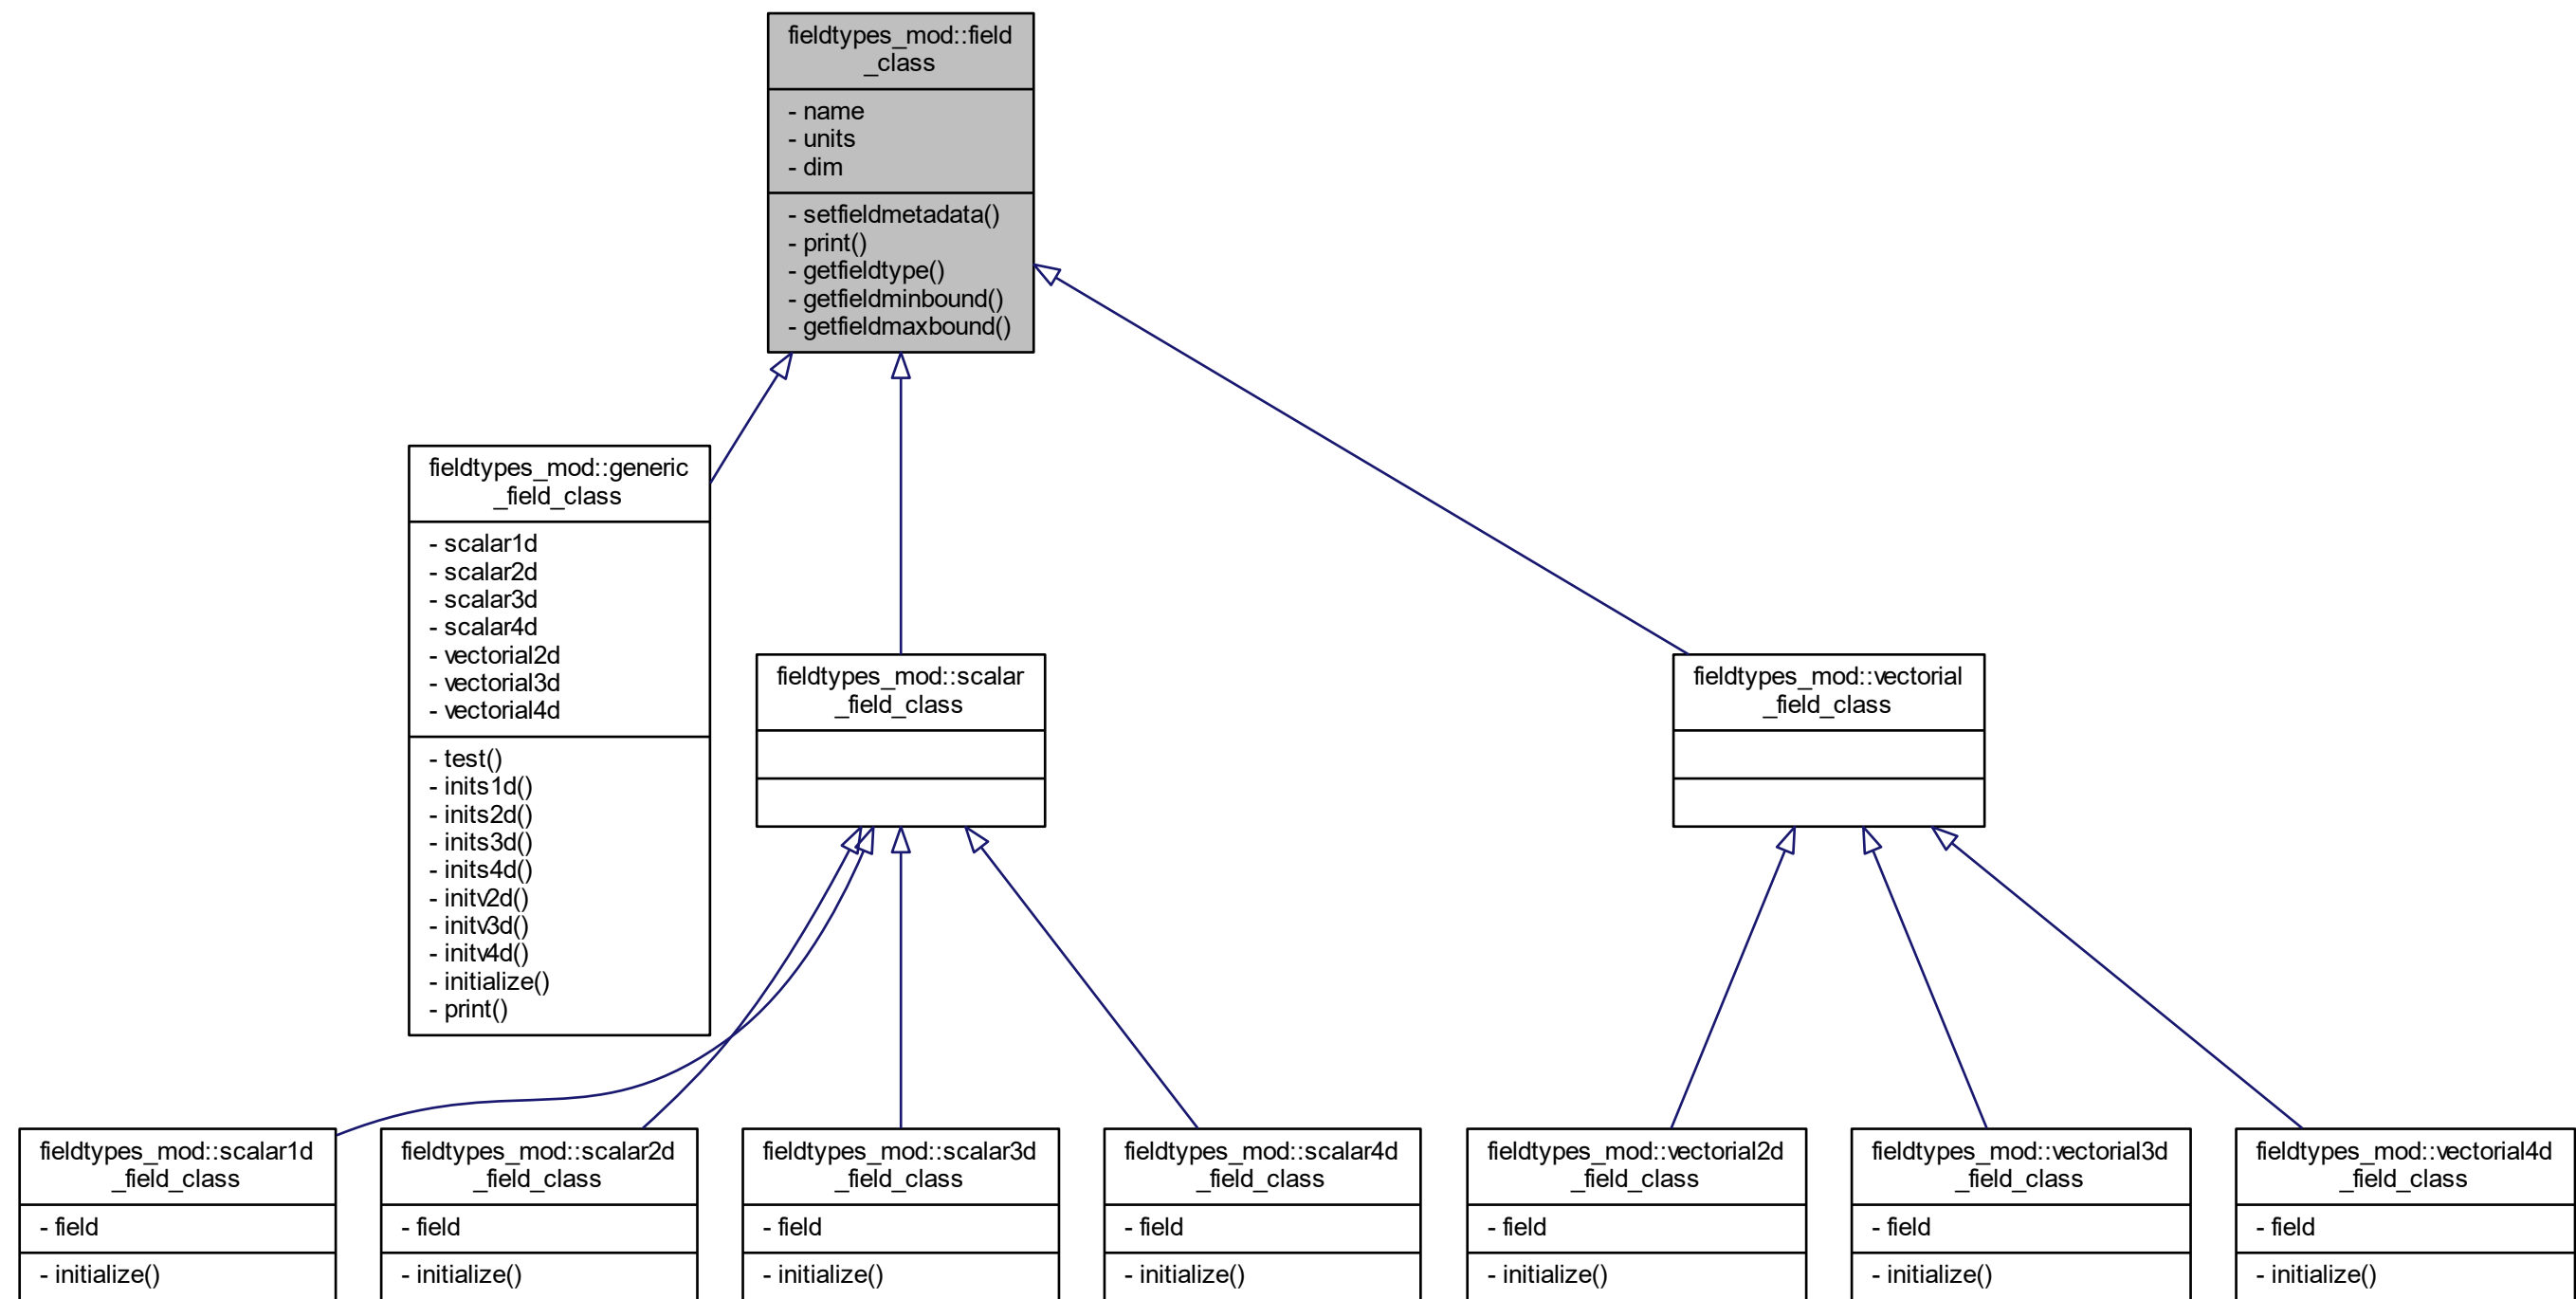 fieldtypes_mod::field
_class
- name
- units
- dim
- setfieldmetadata()
- print()
- getfieldtype()
- getfieldminbound()
- getfieldmaxbound()
fieldtypes_mod::generic
_field_class
- scalar1d
- scalar2d
- scalar3d
- scalar4d
- vectorial2d
- vectorial3d
- vectorial4d
- test()
- inits1d()
- inits2d()
- inits3d()
- inits4d()
- initv2d()
- initv3d()
- initv4d()
- initialize()
- print()
fieldtypes_mod::scalar
_field_class
fieldtypes_mod::vectorial
_field_class
fieldtypes_mod::scalar1d
_field_class
- field
- initialize()
fieldtypes_mod::scalar2d
_field_class
- field
- initialize()
fieldtypes_mod::scalar3d
_field_class
- field
- initialize()
fieldtypes_mod::scalar4d
_field_class
- field
- initialize()
fieldtypes_mod::vectorial2d
_field_class
- field
- initialize()
fieldtypes_mod::vectorial3d
_field_class
- field
- initialize()
fieldtypes_mod::vectorial4d
_field_class
- field
- initialize()